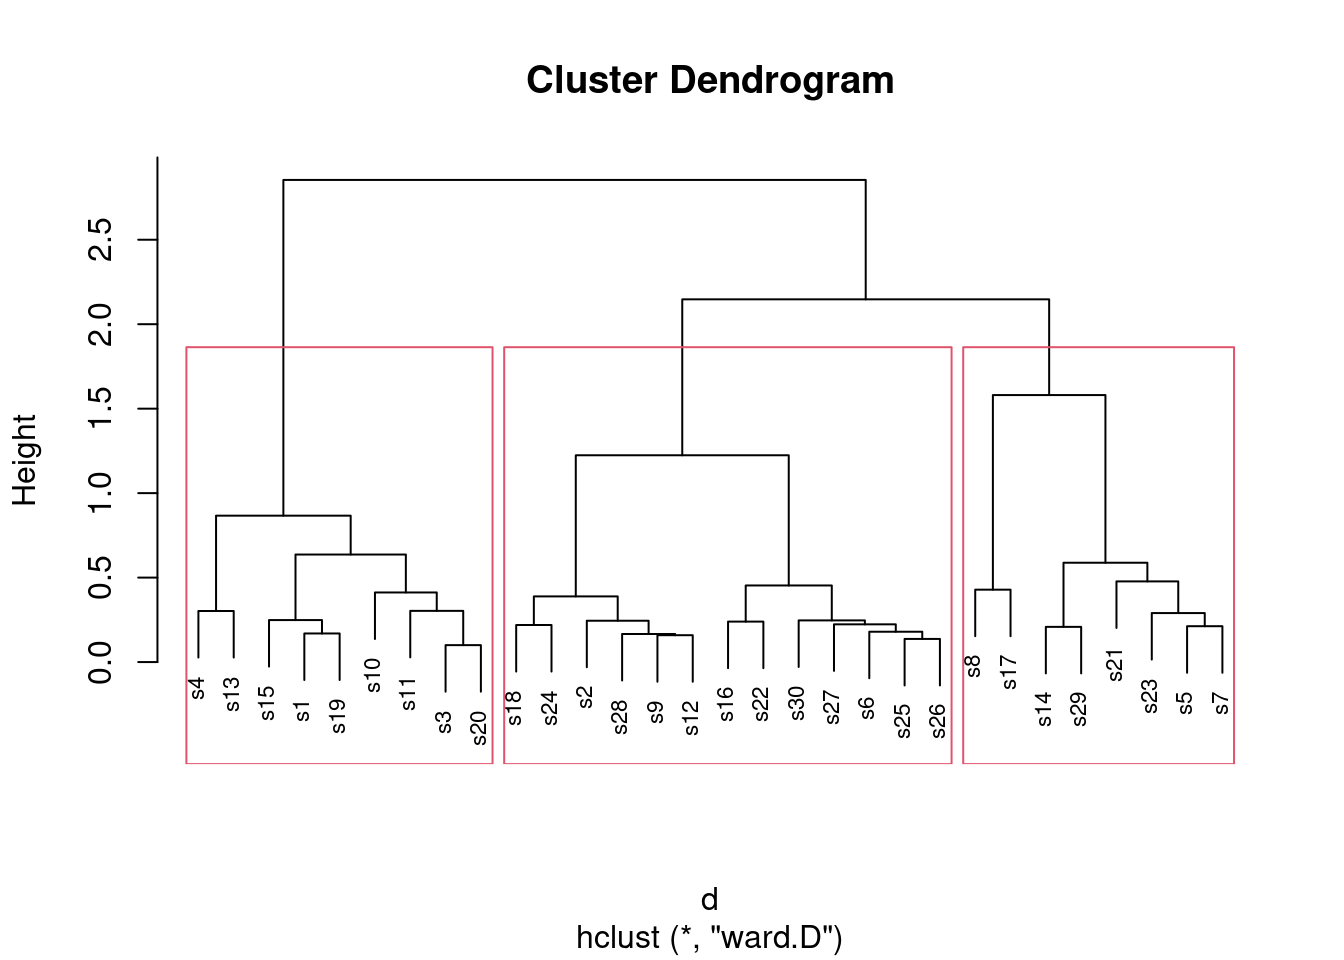 Cluster Dendrogram
Height
2.5
2.0
1.5
1.0
0.5
0.0
s4
s13
s15
s1
s19
s10
s11
s3
s20
s18
s24
s2
s28
s9
s12
s16
s22
s30
s27
s6
s25
s26
s8
s17
s14
s29
s21
s23
s5
s7
d
hclust (*, "ward.D")